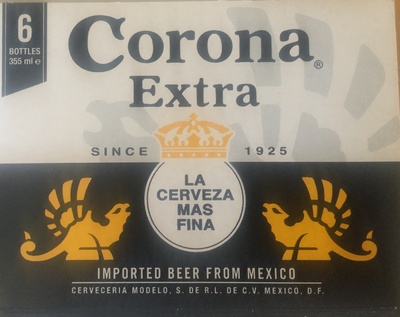 6
BOTTLES
355 ml e
Corona®
Extra
SINCE 1925
LA
CERVEZA
MAS
FINA
IMPORTED BEER FROM MEXICO
CERVECERIA MODELO, S. DE R.L. DE C.V. MEXICO, D.F.